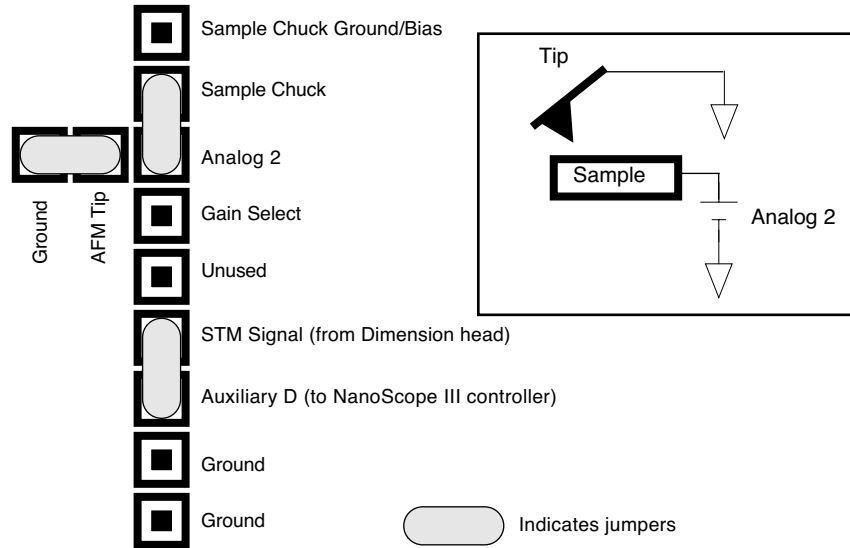 Sample Chuck Ground/Bias
Sample Chuck
Analog 2
Ground
AFM Tip
Gain Select
Unused
STM Signal (from Dimension head)
Auxiliary D (to NanoScope III controller)
Ground
Ground
Indicates jumpers
Tip
Sample
Analog 2